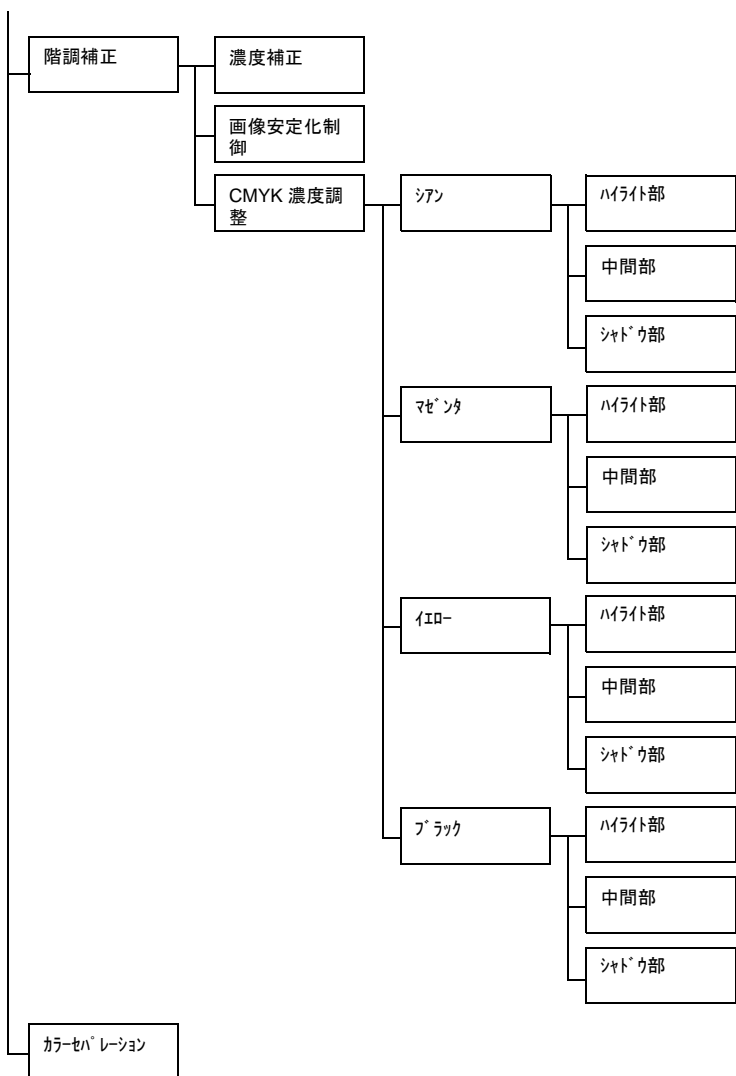 階調補正
濃度補正
画像安定化制
御
CMYK 濃度調
整
ｼｱﾝ
ﾊｲﾗｲﾄ部
中間部
ｼｬﾄﾞｳ部
ﾏｾﾞﾝﾀ
ﾊｲﾗｲﾄ部
中間部
ｼｬﾄﾞｳ部
ｲｴﾛｰ
ﾊｲﾗｲﾄ部
中間部
ｼｬﾄﾞｳ部
ﾌﾞﾗｯｸ
ﾊｲﾗｲﾄ部
中間部
ｼｬﾄﾞｳ部
ｶﾗｰｾﾊﾟﾚｰｼｮﾝ